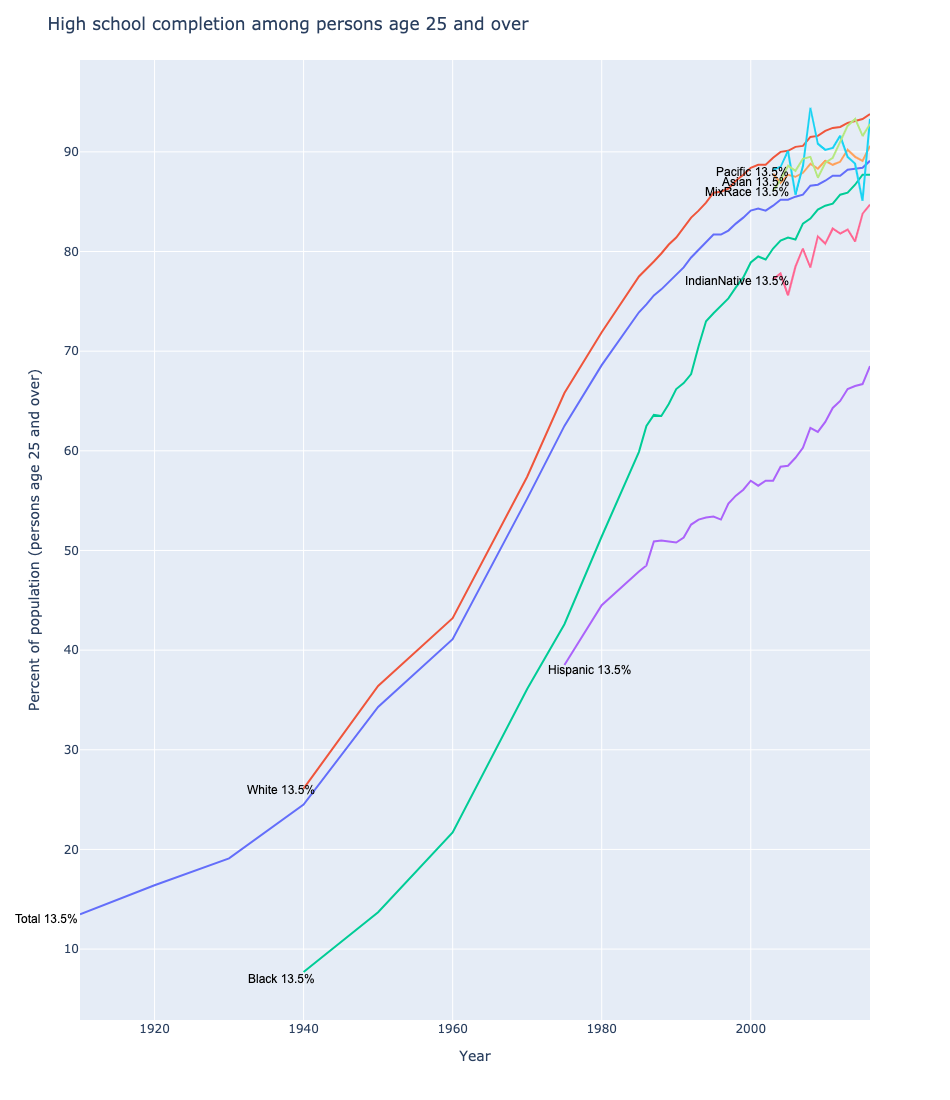 High school completion among persons age 25 and over
Percent of population (persons age 25 and over)
90
80
70
60
50
40
30
20
10
Pacific 13.5%
Asian 13.5%
MixRace 13.5%
IndianNative 13.5%
Hispanic 13.5%
White 13.5%
Total 13.5%
Black 13.5%
1920
1940
1960
1980
2000
Year